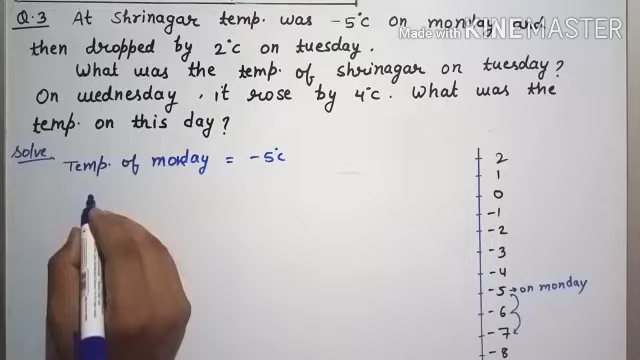 Q.3 At Shrinagar temp. was -5°c on monday and
then dropped by 2°c on tuesday.
What was the temp. of shrinagar on tuesday?
On wednesday, it rose by 4°c. What was the
temp. on this day?
Solve Temp. of monday = -5°c
2
1
0
-1
-2
-3
-4
-5 → on monday
-6
-7
-8
Made with KINEMASTER